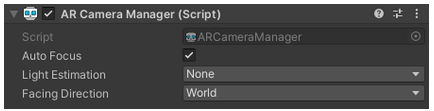 AR Camera Manager (Script)
Script ARCameraManager
Auto Focus
Light Estimation None
Facing Direction World